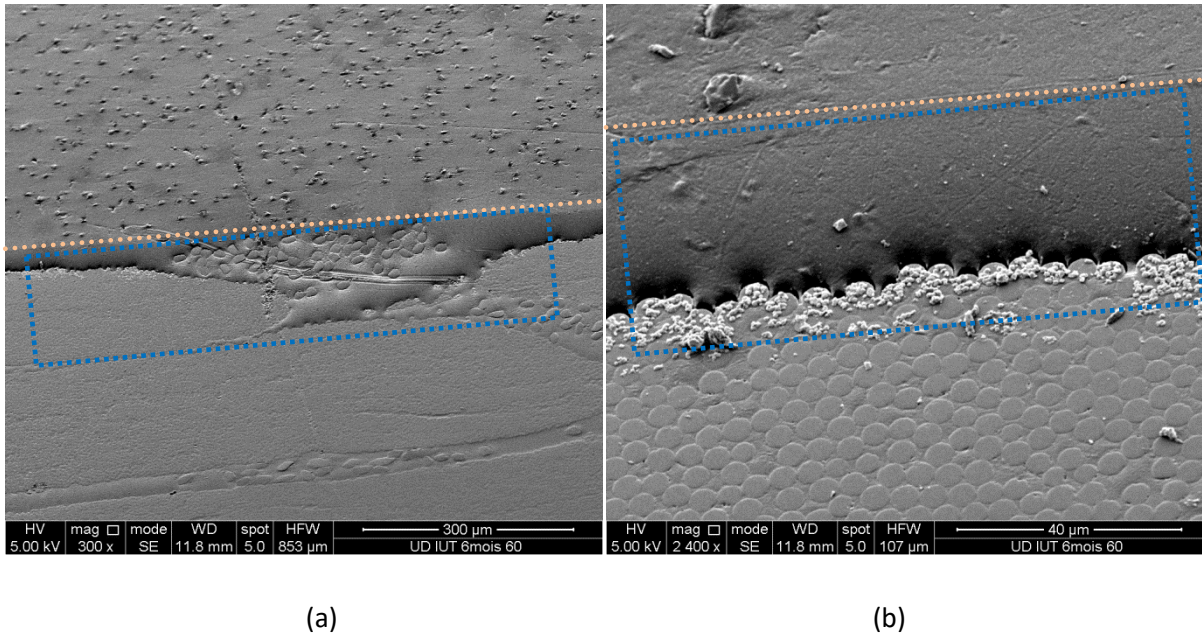 HV mag mode WD spot HFW 300 µm
5.00 kV 300 x SE 11.8 mm 5.0 853 µm UD IUT 6mois 60
HV mag mode WD spot HFW 40 µm
5.00 kV 2 400 x SE 11.8 mm 5.0 107 µm UD IUT 6mois 60
(a)
(b)